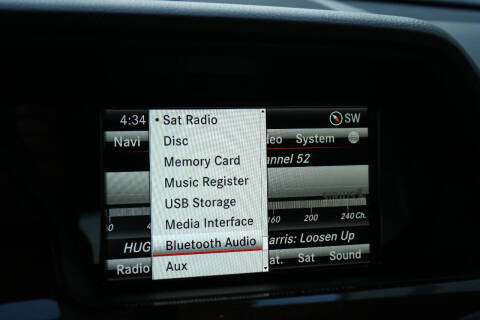 4:34
SW
Navi
eo
System
annel 52
• Sat Radio
Disc
Memory Card
Music Register
USB Storage
Media Interface
Bluetooth Audio
Aux
160 200 240 Ch.
HUG
arris: Loosen Up
Radio
at.
Sat
Sound